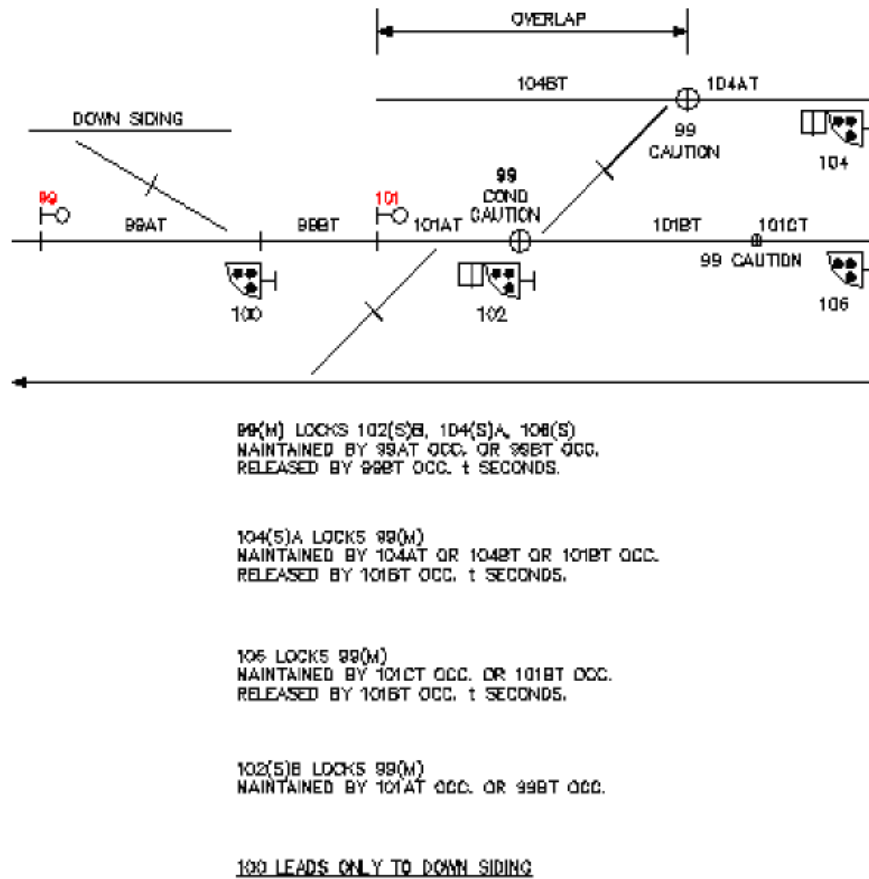 OVERLAP
104BT
104AT
DOWN SIDING
99
CAUTION
104
99
COND
CAUTION
99
101
99AT
99BT
101AT
101BT
101CT
99 CAUTION
100
102
106
99(M) LOCKS 102(S)B, 104(S)A, 106(S)
MAINTAINED BY 99AT OCC. OR 99BT OCC.
RELEASED BY 99BT OCC. t SECONDS.
104(S)A LOCKS 99(M)
MAINTAINED BY 104AT OR 104BT OR 101BT OCC.
RELEASED BY 101BT OCC. t SECONDS.
106 LOCKS 99(M)
MAINTAINED BY 101CT OCC. OR 101BT OCC.
RELEASED BY 101BT OCC. t SECONDS.
102(S)B LOCKS 99(M)
MAINTAINED BY 101AT OCC. OR 99BT OCC.
100 LEADS ONLY TO DOWN SIDING